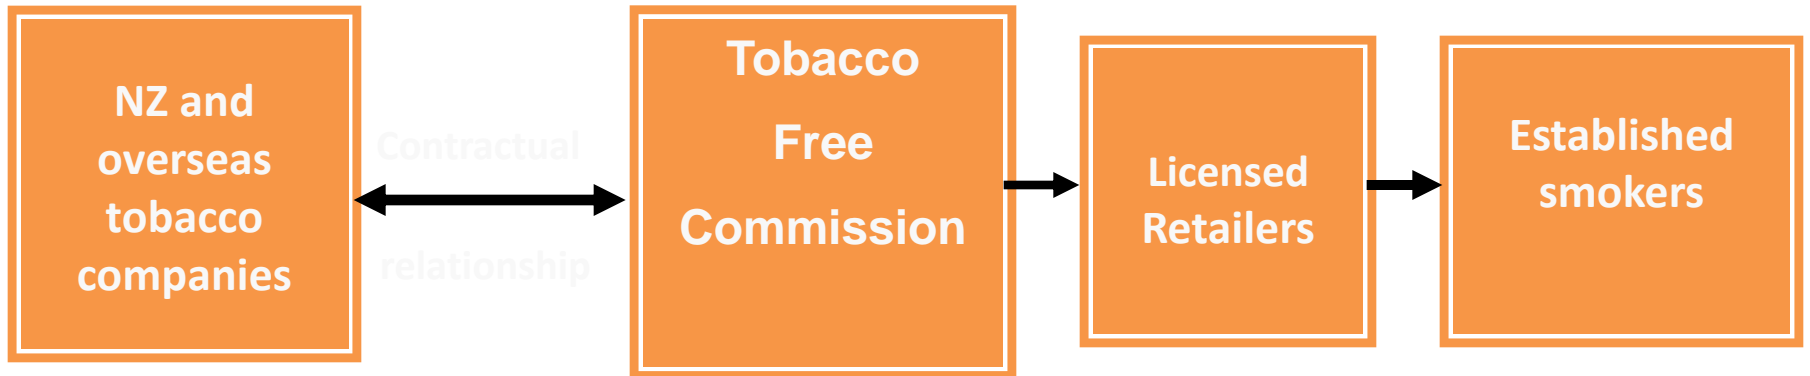 NZ and
overseas
tobacco
companies
Contractual
relationship
Tobacco
Free
Commission
Licensed
Retailers
Established
smokers